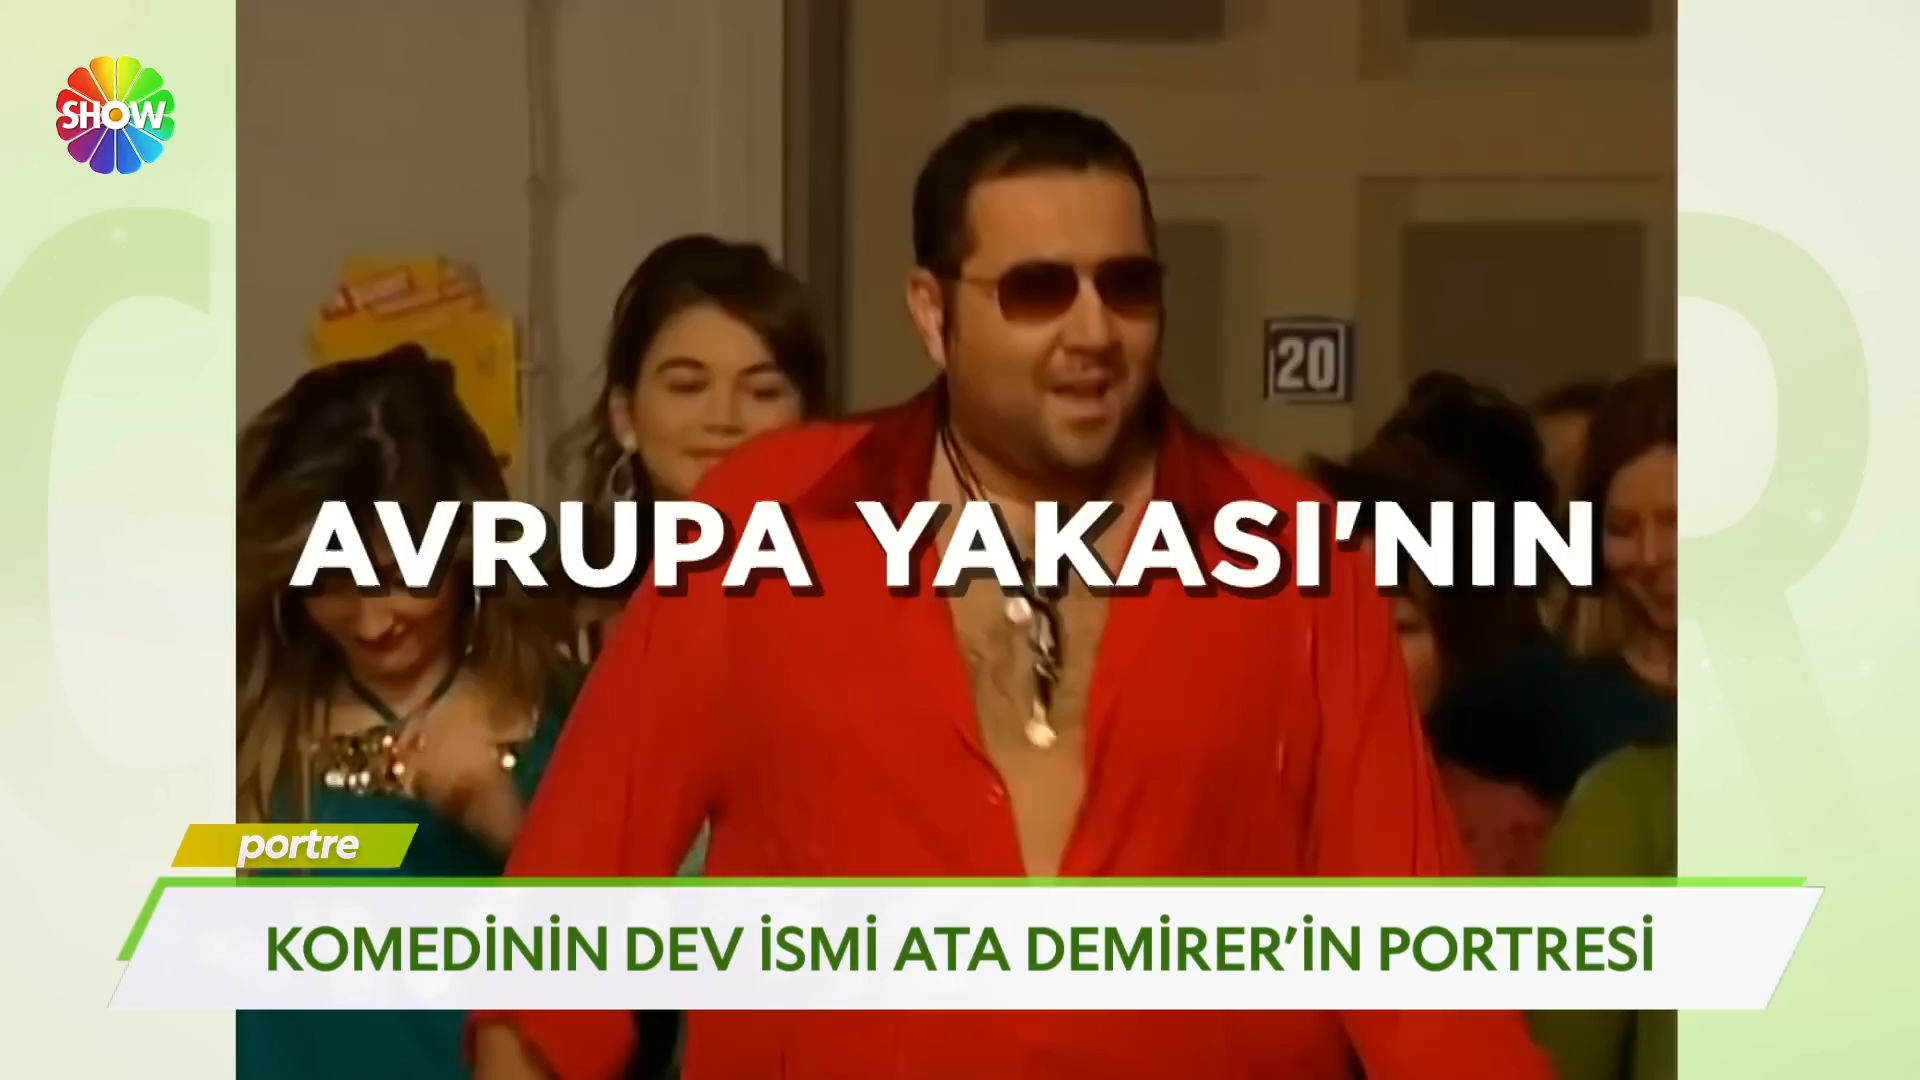 SHOW
20
AVRUPA YAKASI'NIN
portre
KOMEDİNİN DEV İSMİ ATA DEMİRER'İN PORTRESİ